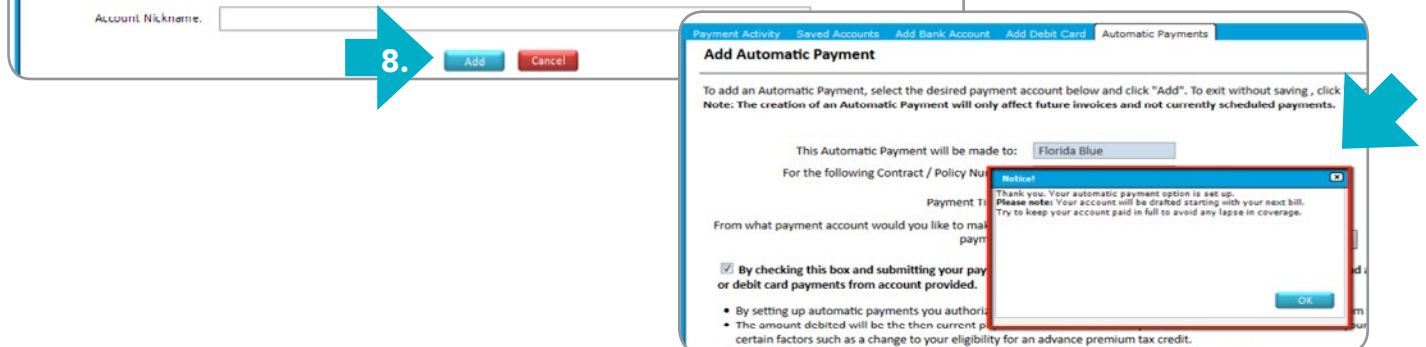 Account Nickname:
8.
Add
Cancel
Payment Activity Saved Accounts Add Bank Account Add Debit Card Automatic Payments
Add Automatic Payment
To add an Automatic Payment, select the desired payment account below and click "Add". To exit without saving , click
Note: The creation of an Automatic Payment will only affect future invoices and not currently scheduled payments.
This Automatic Payment will be made to: Florida Blue
For the following Contract / Policy
Notice!
Thank you. Your automatic payment option is set up.
Please note: Your account will be drafted starting with your next bill.
Try to keep your account paid in full to avoid any lapse in coverage.
OK
Payment
From what payment account would you like to
By checking this box and submitting your
or debit card payments from account provided.
• By setting up automatic payments you
• The amount debited will be the then current
certain factors such as a change to your eligibility for an advance premium tax credit.